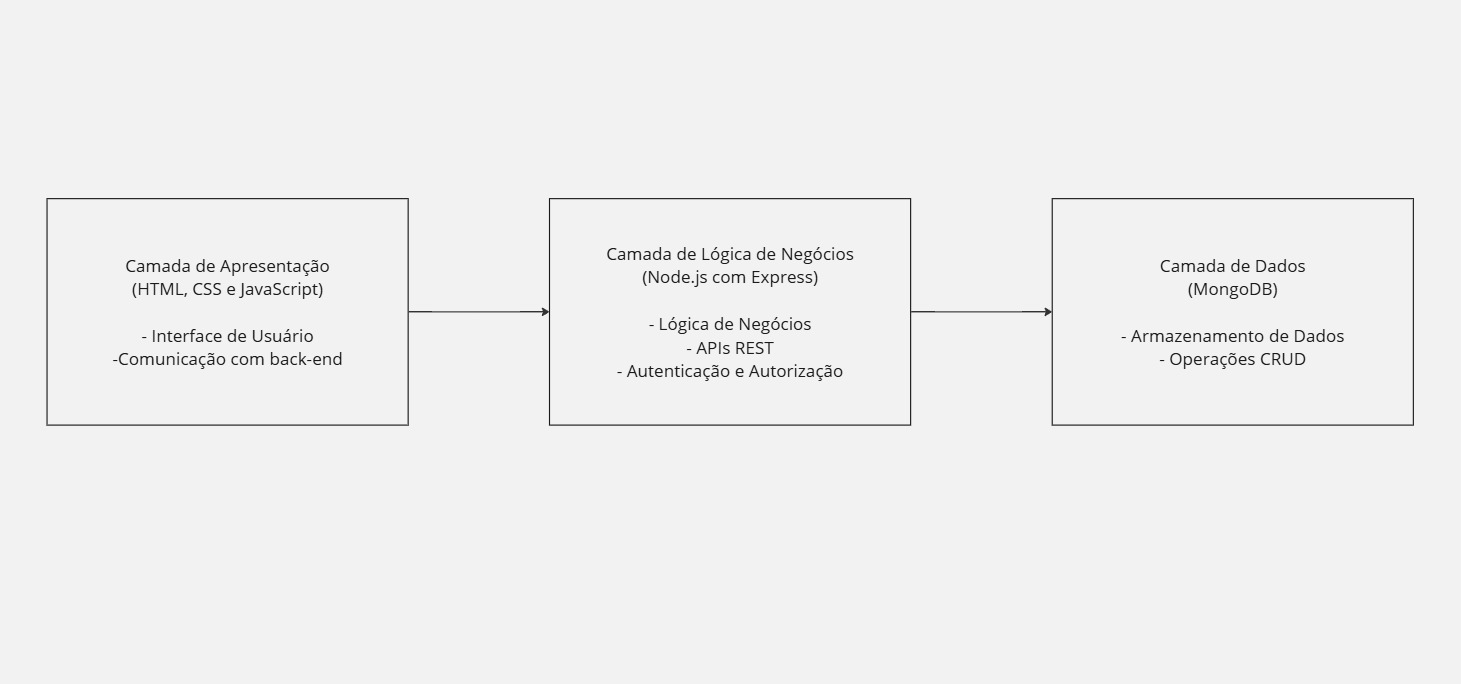 Camada de Apresentação
(HTML, CSS e JavaScript)
- Interface de Usuário
-Comunicação com back-end
Camada de Lógica de Negócios
(Node.js com Express)
- Lógica de Negócios
- APIs REST
- Autenticação e Autorização
Camada de Dados
(MongoDB)
- Armazenamento de Dados
- Operações CRUD